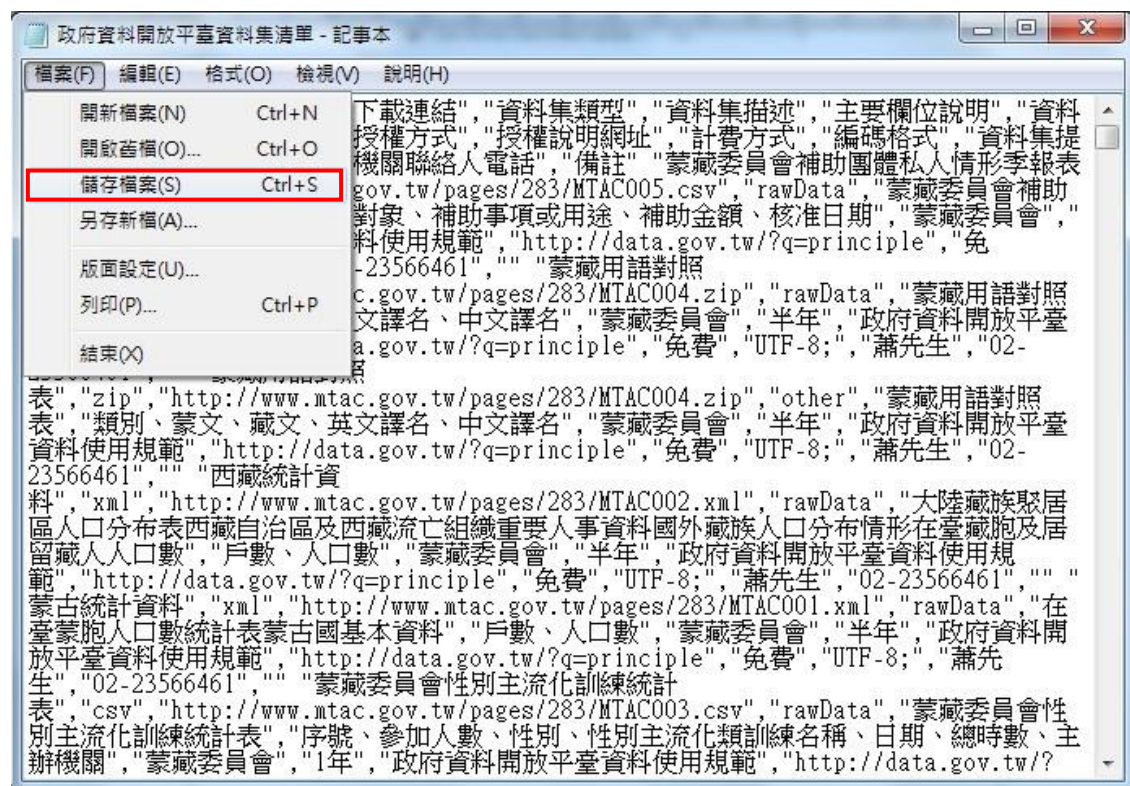 政府資料開放平臺資料集清單 - 記事本
檔案(F) 編輯(E) 格式(O) 檢視(V) 說明(H)
開新檔案(N) Ctrl+N
開啟舊檔(O)... Ctrl+O
儲存檔案(S) Ctrl+S
另存新檔(A)...
版面設定(U)...
列印(P)... Ctrl+P
結束(X)
下載連結","資料集類型","資料集描述","主要欄位說明","資料
授權方式","授權說明網址","計費方式","編碼格式","資料集提
機關聯絡人電話","備註" "蒙藏委員會補助團體私人情形季報表
gov.tw/pages/283/MTAC005.csv","rawData","蒙藏委員會補助
對象、補助事項或用途、補助金額、核准日期","蒙藏委員會","
料使用規範","http://data.gov.tw/?q=principle","免
-23566461","" "蒙藏用語對照
c.gov.tw/pages/283/MTAC004.zip","rawData","蒙藏用語對照
文譯名、中文譯名","蒙藏委員會","半年","政府資料開放平臺
a.gov.tw/?q=principle","免費","UTF-8;","蕭先生","02-
表","zip","http://www.mtac.gov.tw/pages/283/MTAC004.zip","other","蒙藏用語對照
表","類別、蒙文、藏文、英文譯名、中文譯名","蒙藏委員會","半年","政府資料開放平臺
資料使用規範","http://data.gov.tw/?q=principle","免費","UTF-8;","蕭先生","02-
23566461","" "西藏統計資
料","xml","http://www.mtac.gov.tw/pages/283/MTAC002.xml","rawData","大陸藏族聚居
區人口分布表西藏自治區及西藏流亡組織重要人事資料國外藏族人口分布情形在臺藏胞及居
留藏人人口數","戶數、人口數","蒙藏委員會","半年","政府資料開放平臺資料使用規
範","http://data.gov.tw/?q=principle","免費","UTF-8;","蕭先生","02-23566461","" "
蒙古統計資料","xml","http://www.mtac.gov.tw/pages/283/MTAC001.xml","rawData","在
臺蒙胞人口數統計表蒙古國基本資料","戶數、人口數","蒙藏委員會","半年","政府資料開
放平臺資料使用規範","http://data.gov.tw/?q=principle","免費","UTF-8;","蕭先
生","02-23566461","" "蒙藏委員會性別主流化訓練統計
表","csv","http://www.mtac.gov.tw/pages/283/MTAC003.csv","rawData","蒙藏委員會性
別主流化訓練統計表","序號、參加人數、性別、性別主流化類訓練名稱、日期、總時數、主
辦機關","蒙藏委員會","1年","政府資料開放平臺資料使用規範","http://data.gov.tw/?